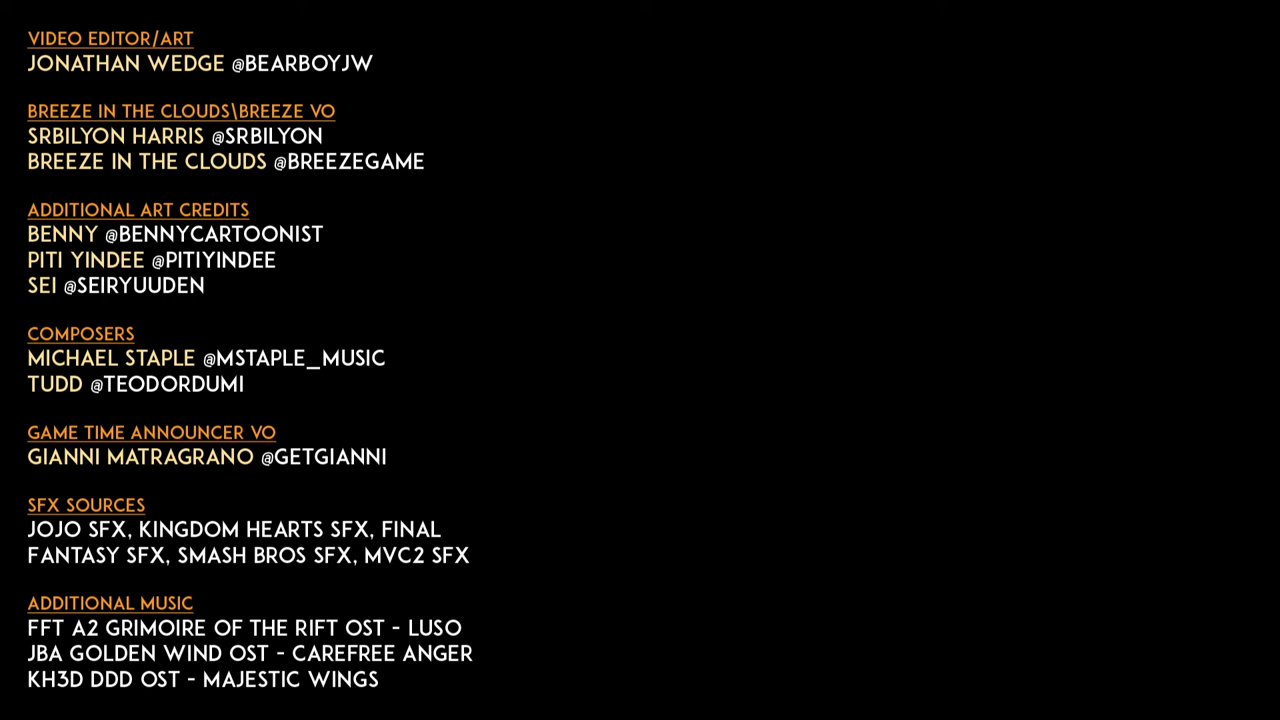 VIDEO EDITOR/ART
JONATHAN WEDGE @BEARBOYJW
BREEZE IN THE CLOUDS\BREEZE VO
SRBILYON HARRIS @SRBILYON
BREEZE IN THE CLOUDS @BREEZEGAME
ADDITIONAL ART CREDITS
BENNY @BENNYCARTOONIST
PITI YINDEE @PITIYINDEE
SEI @SEIRYUUDEN
COMPOSERS
MICHAEL STAPLE @MSTAPLE_MUSIC
TUDD @TEODORDUMI
GAME TIME ANNOUNCER VO
GIANNI MATRAGRANO @GETGIANNI
SFX SOURCES
JOJO SFX, KINGDOM HEARTS SFX, FINAL
FANTASY SFX, SMASH BROS SFX, MVC2 SFX
ADDITIONAL MUSIC
FFT A2 GRIMOIRE OF THE RIFT OST - LUSO
JBA GOLDEN WIND OST - CAREFREE ANGER
KH3D DDD OST - MAJESTIC WINGS